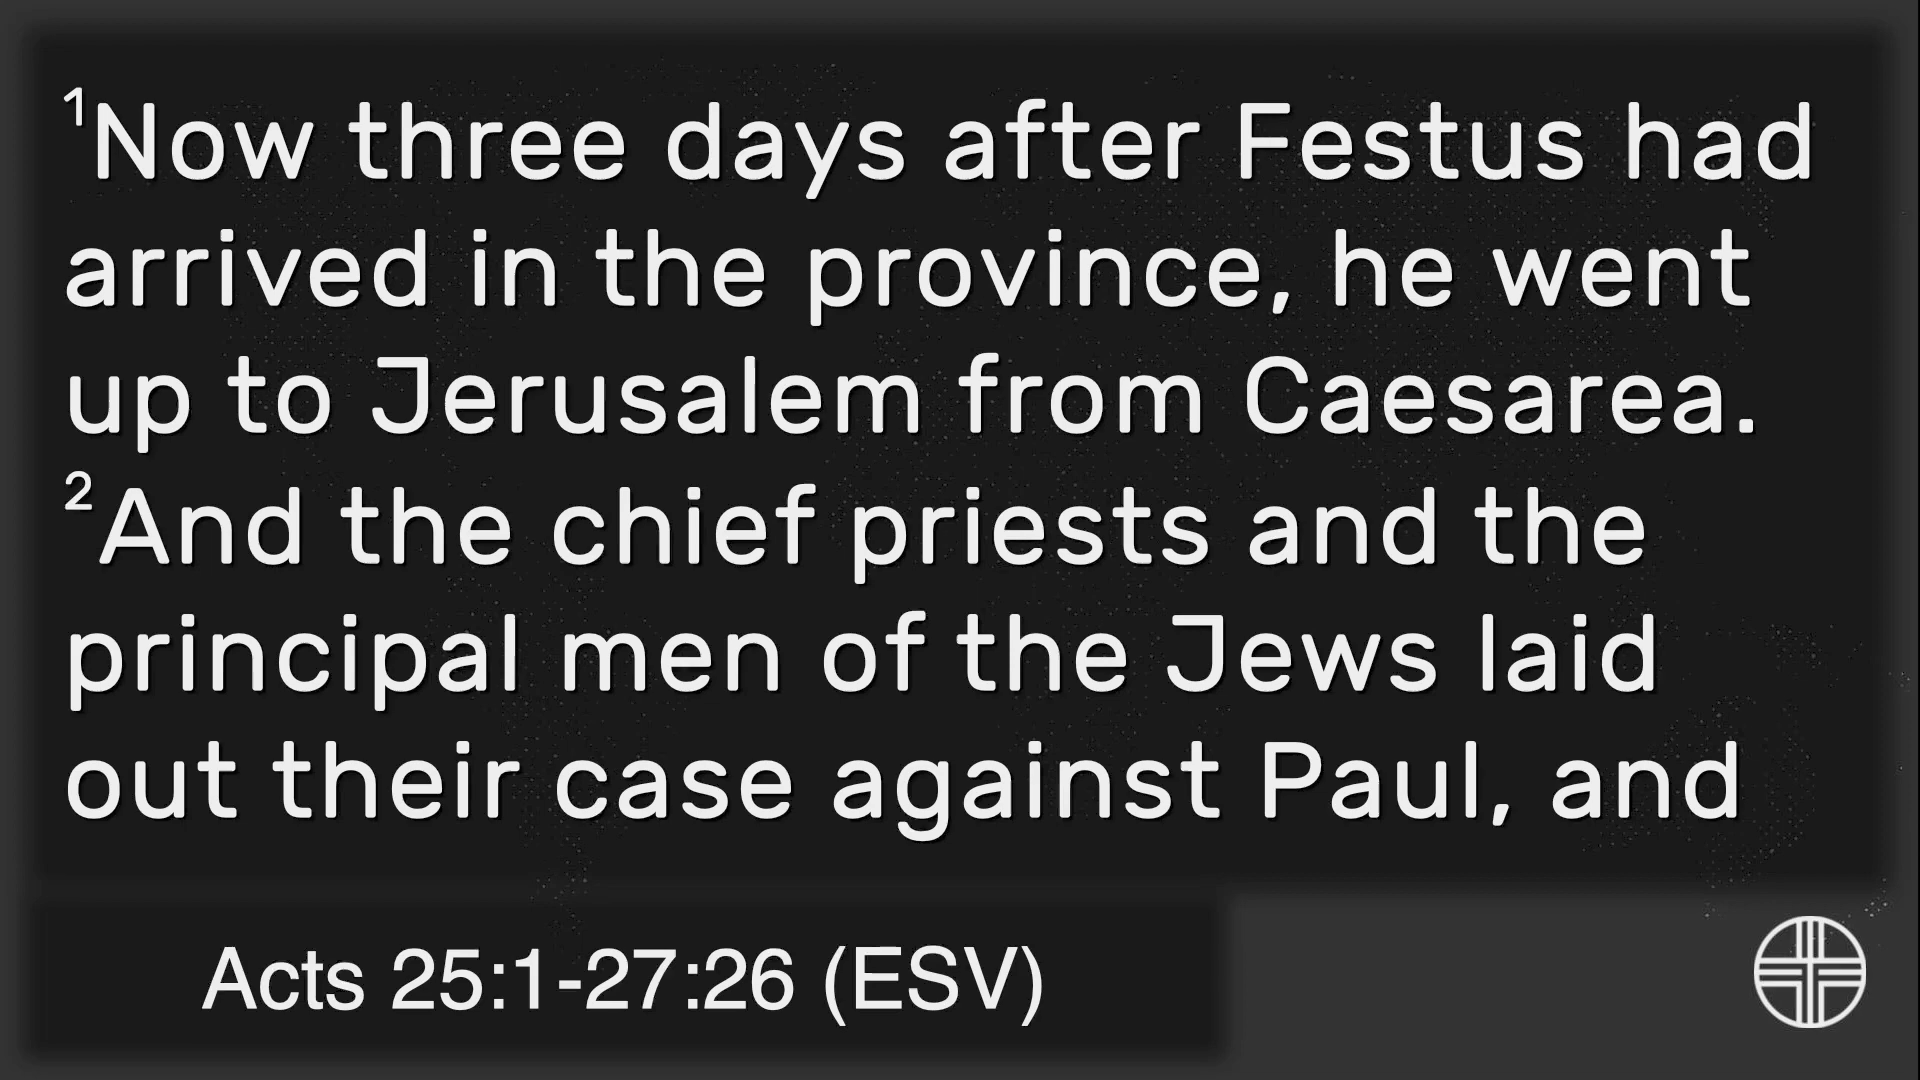 ¹Now three days after Festus had
arrived in the province, he went
up to Jerusalem from Caesarea.
²And the chief priests and the
principal men of the Jews laid
out their case against Paul, and
Acts 25:1-27:26 (ESV)